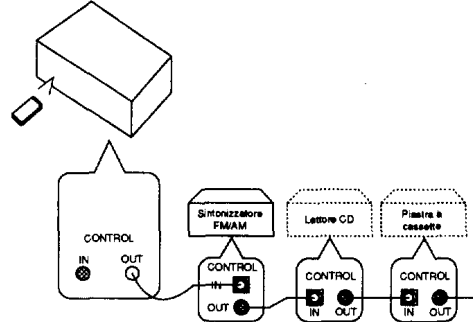 Sintonizzatore
FM/AM
Lettore CD
Piastra a
cassette
CONTROL
IN OUT
CONTROL
IN
OUT
CONTROL
IN OUT
CONTROL
IN OUT